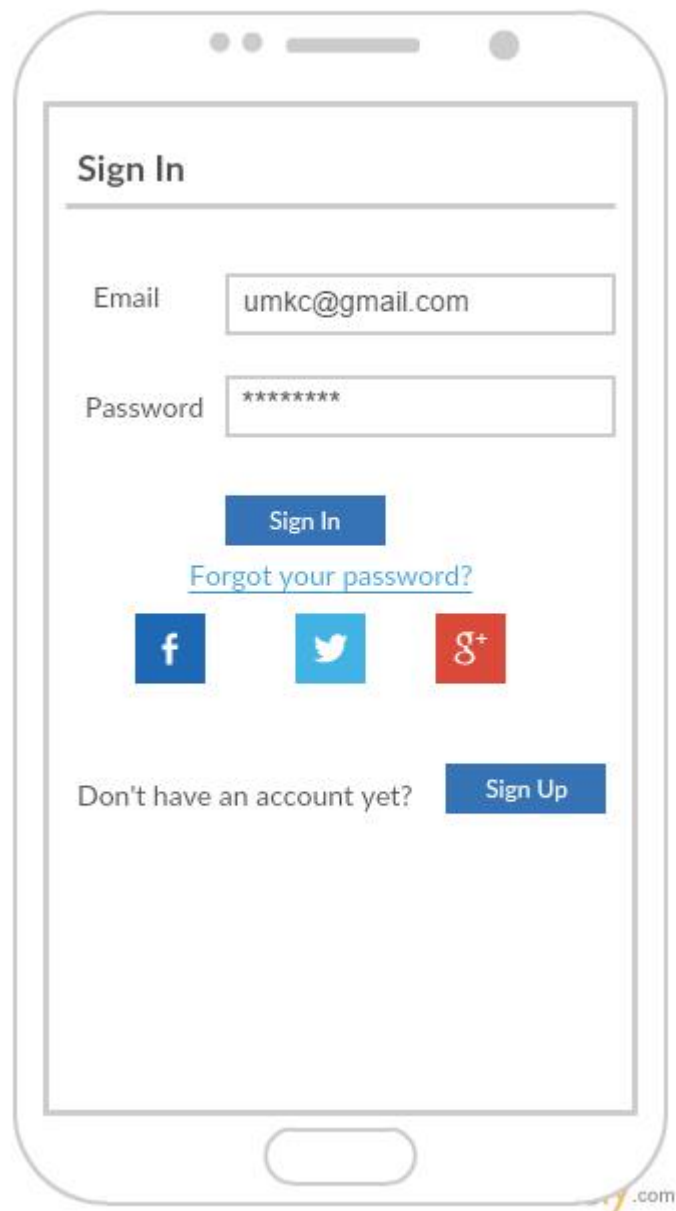 Sign In
Email
umkc@gmail.com
Password
********
Sign In
Forgot your password?
f
g+
Don't have an account yet?
Sign Up
.com